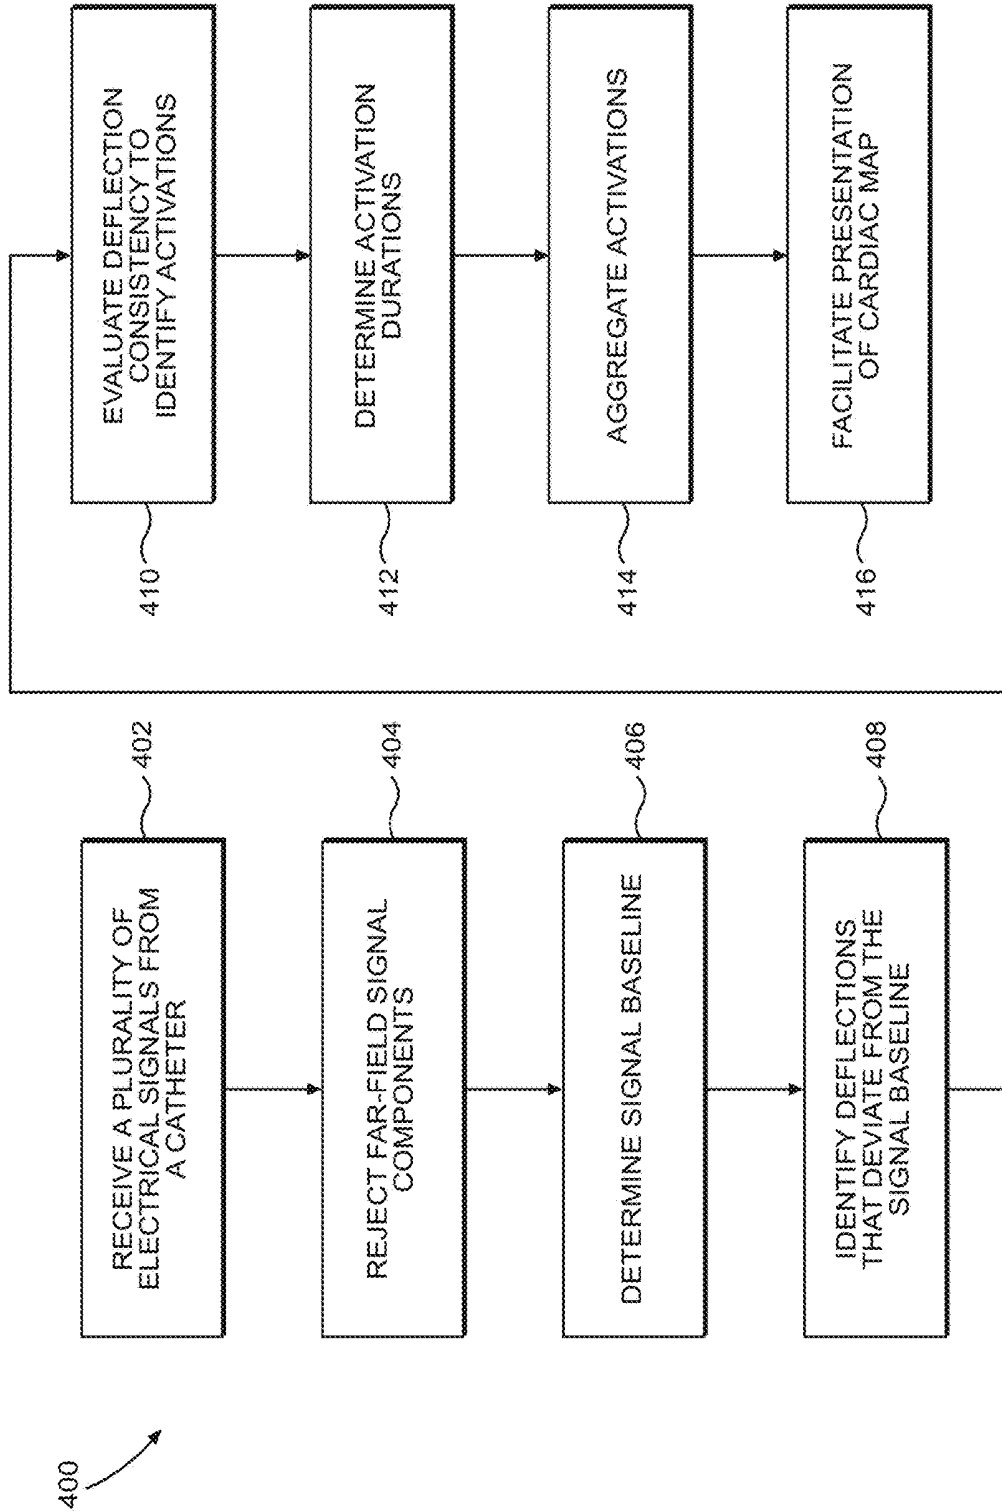 400
RECEIVE A PLURALITY OF
ELECTRICAL SIGNALS FROM
A CATHETER
402
REJECT FAR-FIELD SIGNAL
COMPONENTS
404
DETERMINE SIGNAL BASELINE
406
IDENTIFY DEFLECTIONS
THAT DEVIATE FROM THE
SIGNAL BASELINE
408
EVALUATE DEFLECTION
CONSISTENCY TO
IDENTIFY ACTIVATIONS
410
DETERMINE ACTIVATION
DURATIONS
412
AGGREGATE ACTIVATIONS
414
FACILITATE PRESENTATION
OF CARDIAC MAP
416